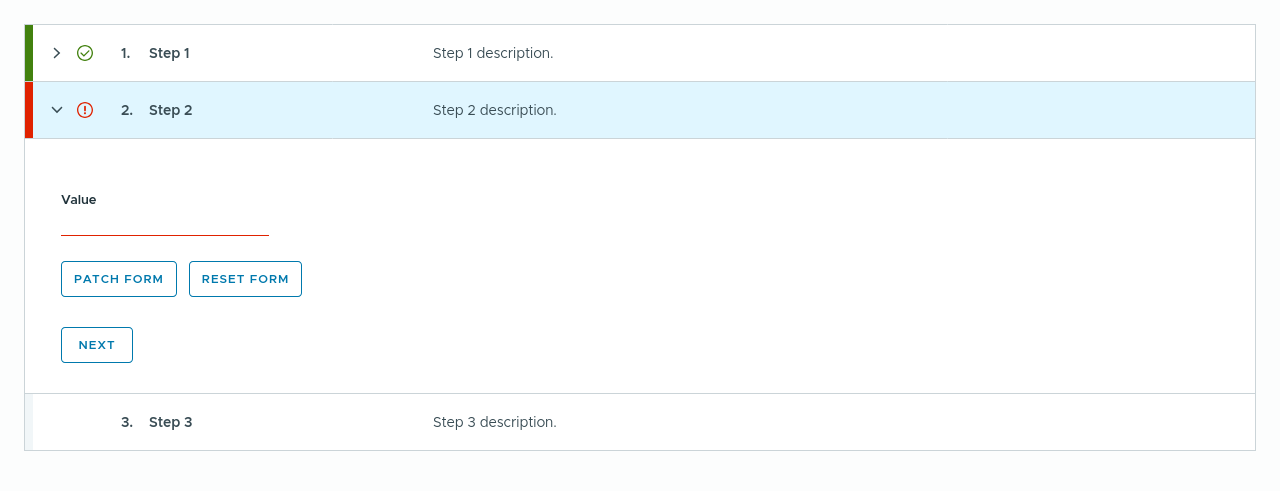 1. Step 1 Step 1 description.
2. Step 2 Step 2 description.
Value
PATCH FORM RESET FORM
NEXT
3. Step 3 Step 3 description.